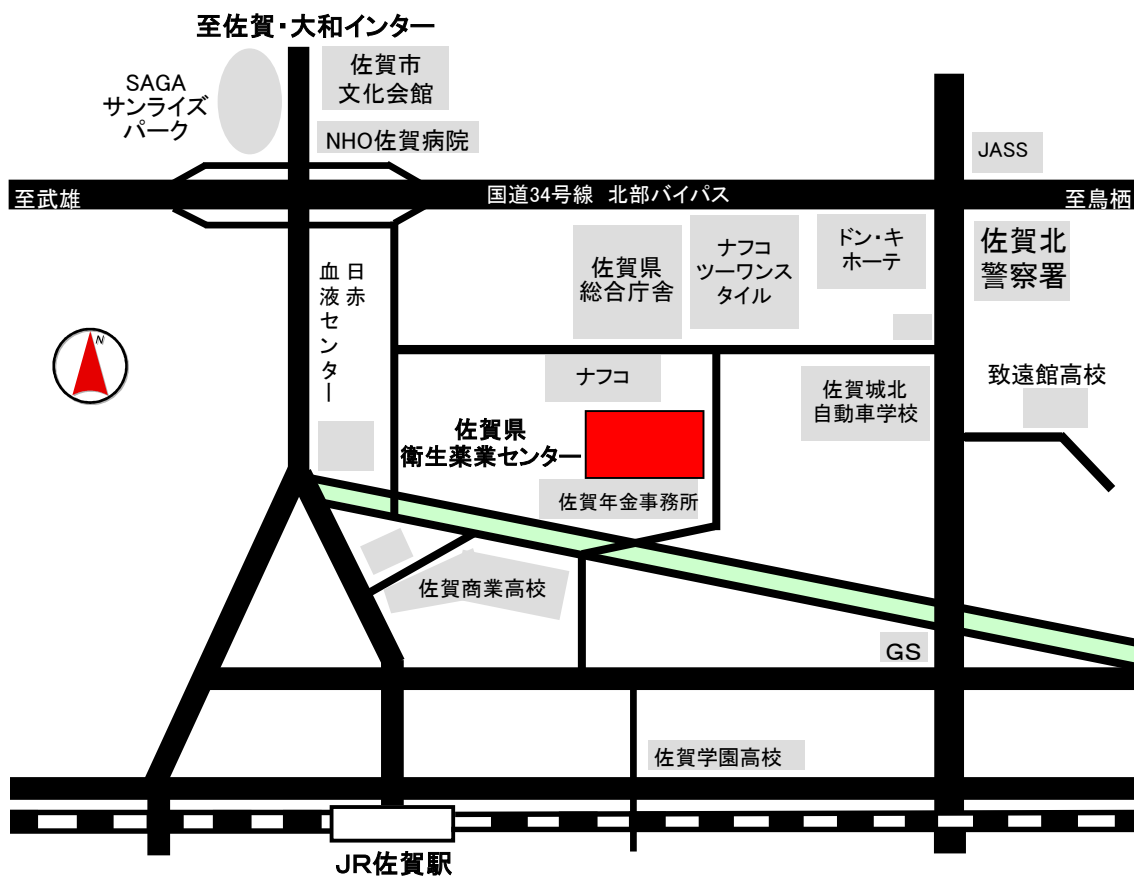 至佐賀・大和インター
SAGA
サンライズ
パーク
佐賀市
文化会館
NHO佐賀病院
JASS
至武雄
国道34号線 北部バイパス
至鳥栖
日赤
血液センター
佐賀県
総合庁舎
ナフコ
ツーワンス
タイル
ドン・キ
ホーテ
佐賀北
警察署
N
ナフコ
佐賀城北
自動車学校
致遠館高校
佐賀県
衛生薬業センター
佐賀年金事務所
佐賀商業高校
GS
佐賀学園高校
JR佐賀駅